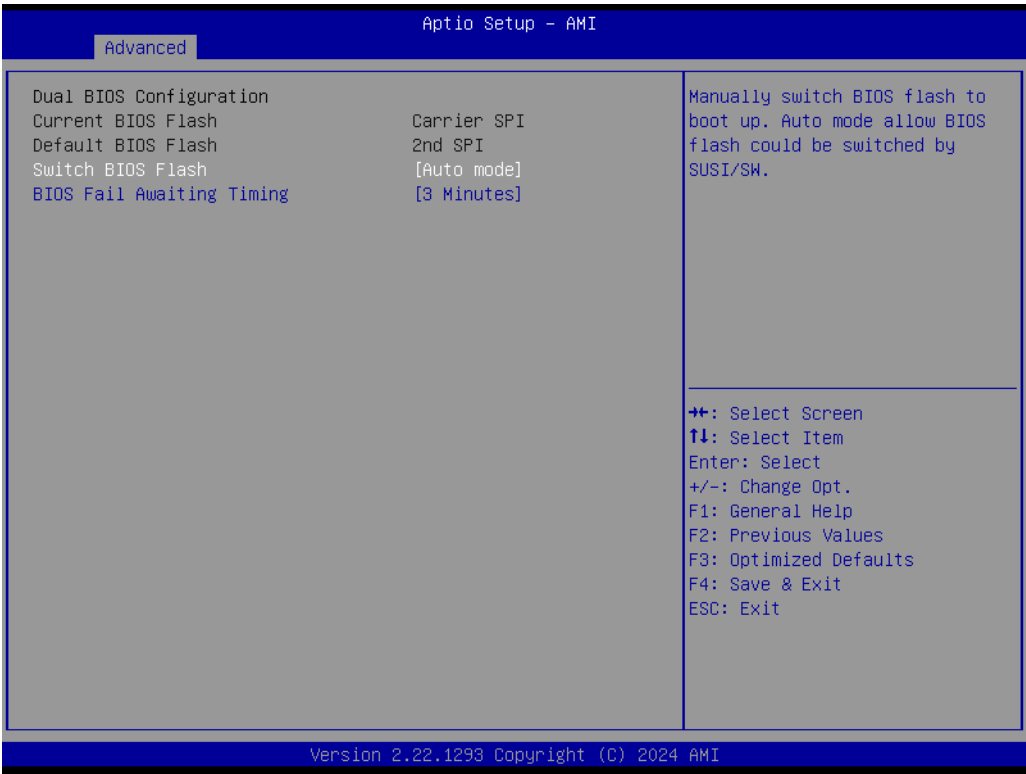 Aptio Setup - AMI
Advanced
Dual BIOS Configuration
Current BIOS Flash Carrier SPI
Default BIOS Flash 2nd SPI
Switch BIOS Flash [Auto mode]
BIOS Fail Awaiting Timing [3 Minutes]
Manually switch BIOS flash to
boot up. Auto mode allow BIOS
flash could be switched by
SUSI/SW.
→←: Select Screen
↑↓: Select Item
Enter: Select
+/-: Change Opt.
F1: General Help
F2: Previous Values
F3: Optimized Defaults
F4: Save & Exit
ESC: Exit
Version 2.22.1293 Copyright (C) 2024 AMI